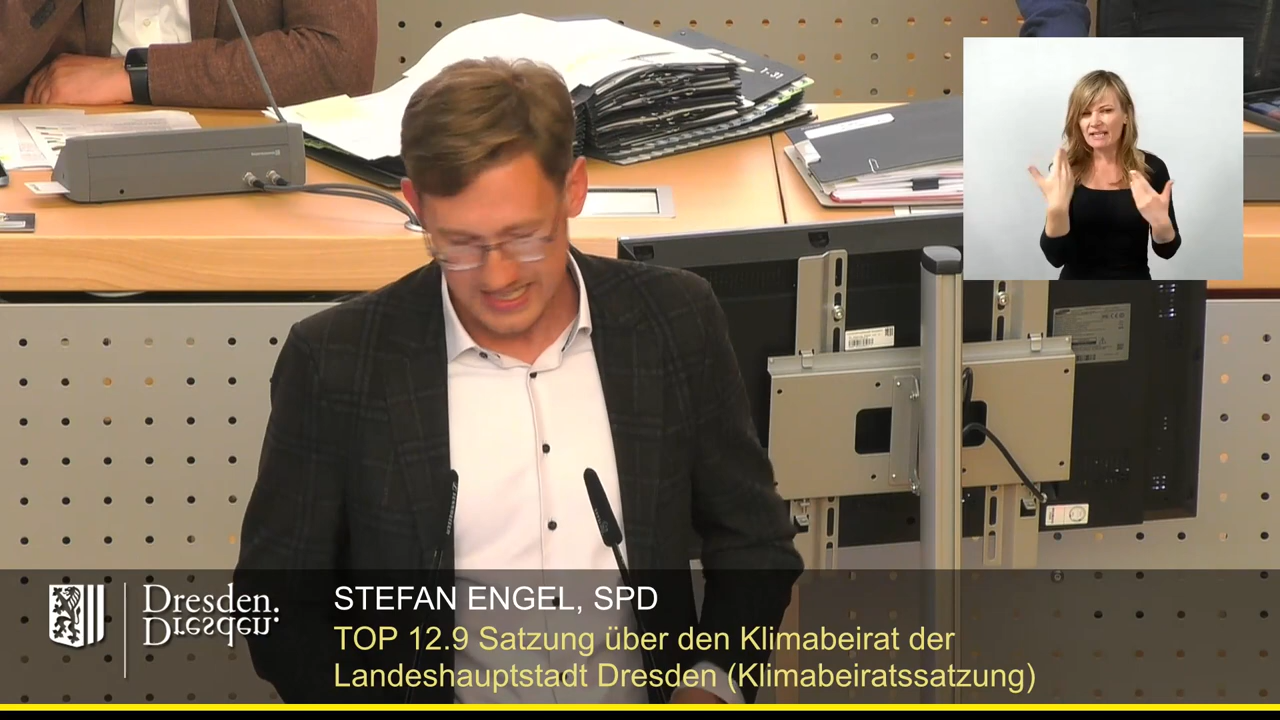 Dresden.
Dresden.
STEFAN ENGEL, SPD
TOP 12.9 Satzung über den Klimabeirat der
Landeshauptstadt Dresden (Klimabeiratssatzung)